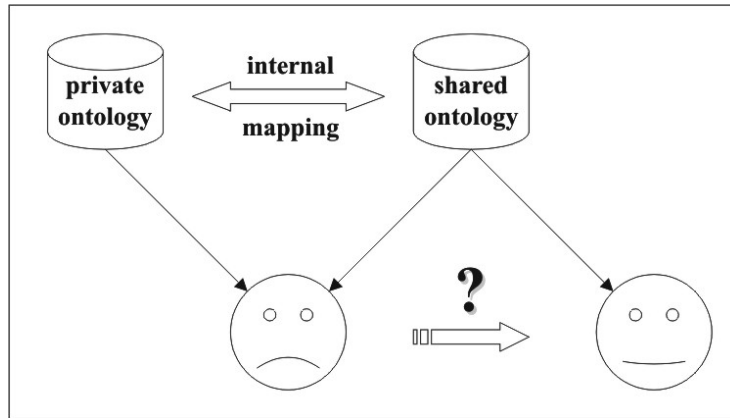 private
ontology
internal
mapping
shared
ontology
?